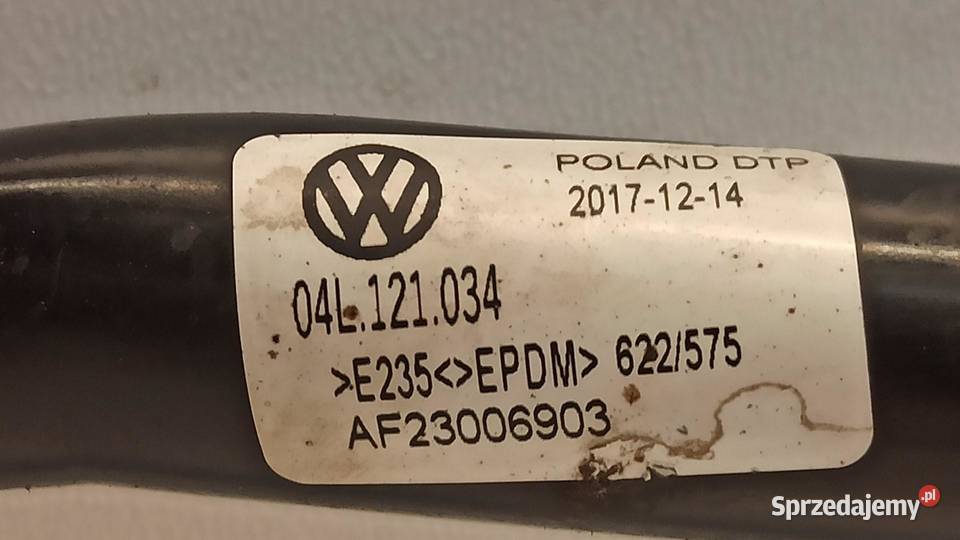 POLAND DTP
2017-12-14
04L.121.034
>E235<>EPDM> 622/575
AF23006903
Sprzedajemy.pl